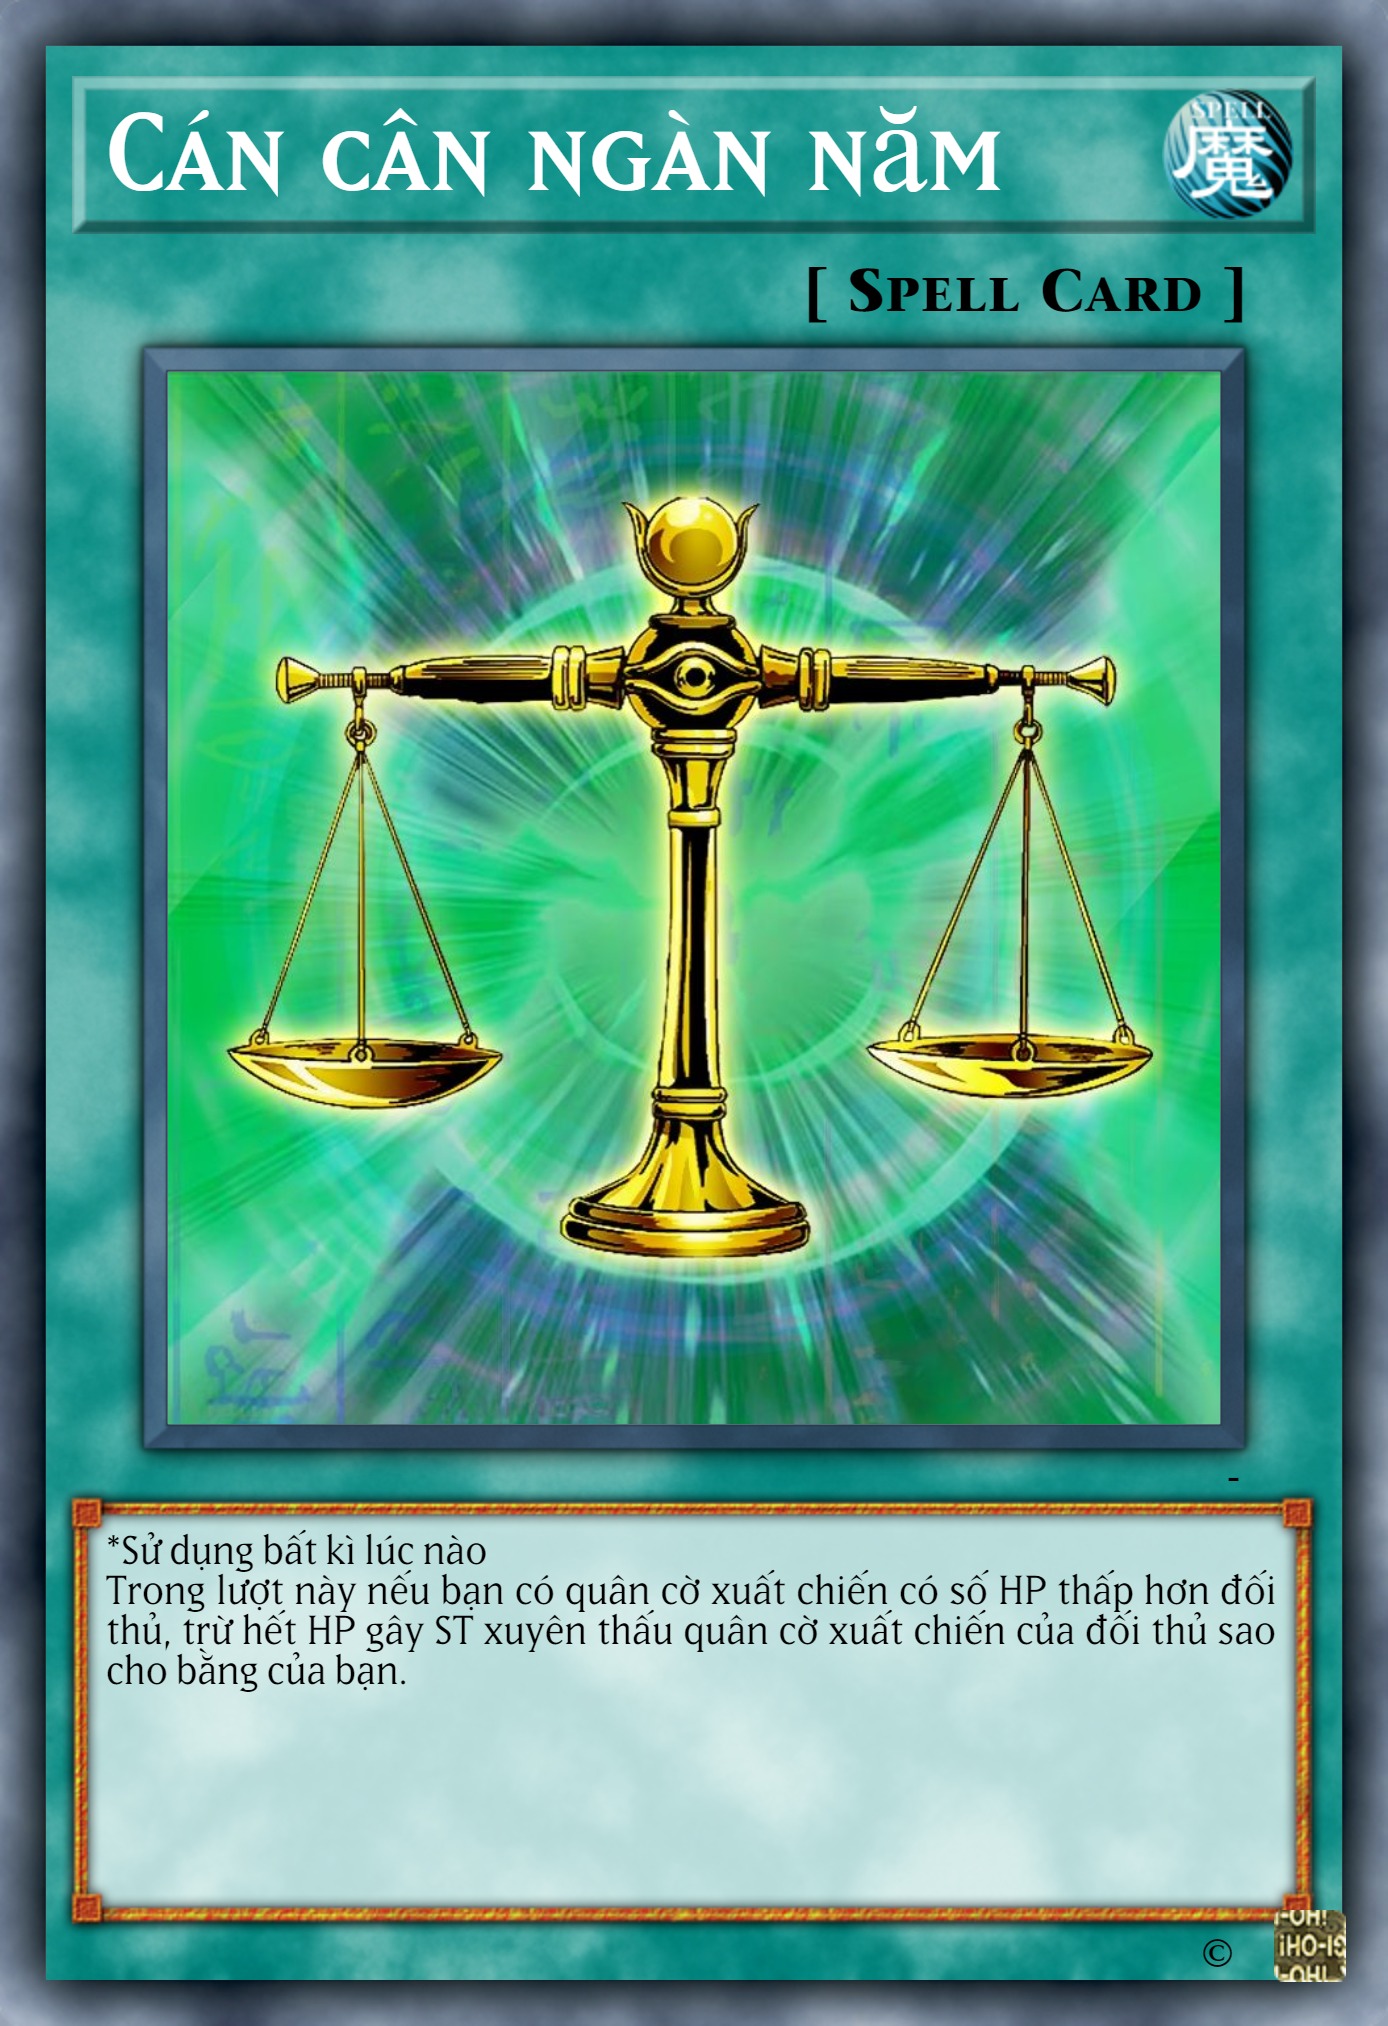 Cán cân ngàn năm
SPELL
魔
[ Spell Card ]
-
*Sử dụng bất kì lúc nào
Trong lượt này nếu bạn có quân cờ xuất chiến có số HP thấp hơn đối
thủ, trừ hết HP gây ST xuyên thấu quân cờ xuất chiến của đối thủ sao
cho bằng của bạn.
©